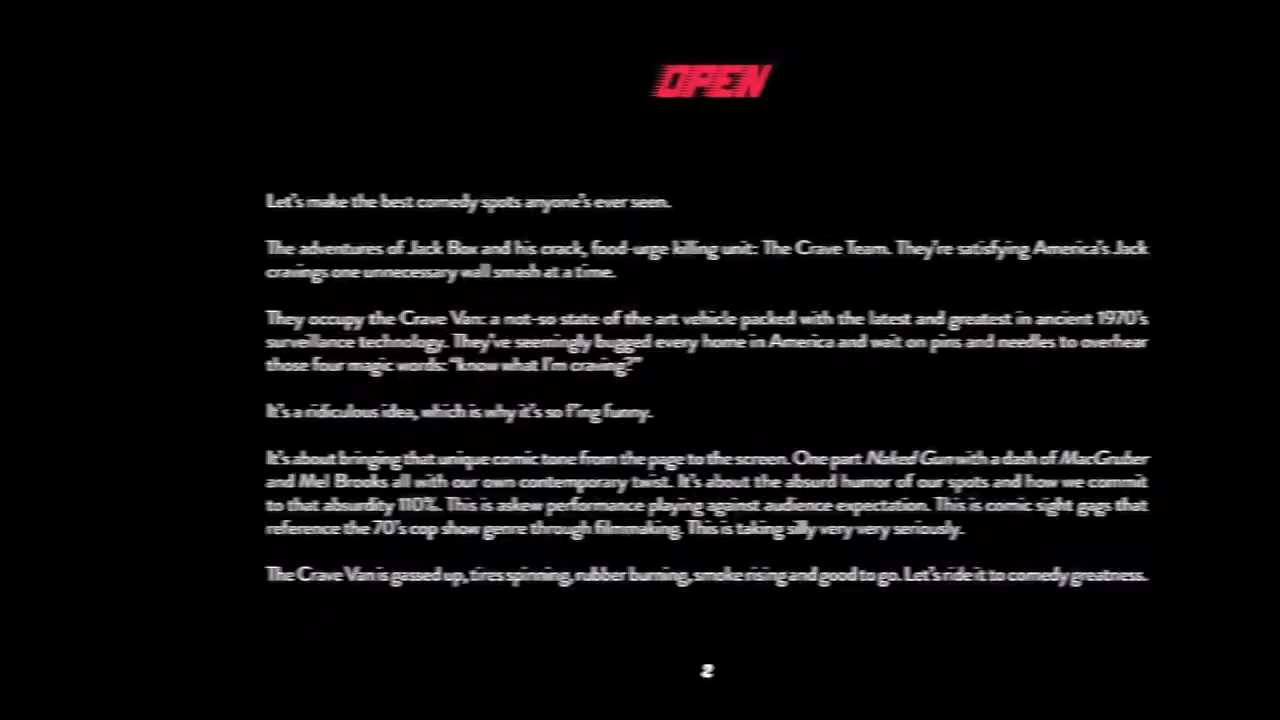 OPEN
Let's make the best comedy spots anyone's ever seen.
The adventures of Jack Box and his crack, food-urge killing unit: The Crave Team. They're satisfying America's Jack
cravings one unnecessary wall smash at a time.
They occupy the Crave Van: a not-so state of the art vehicle packed with the latest and greatest in ancient 1970's
surveillance technology. They've seemingly bugged every home in America and wait on pins and needles to overhear
those four magic words: "know what I'm craving?"
It's a ridiculous idea, which is why it's so f*ing funny.
It's about bringing that unique comic tone from the page to the screen. One part Naked Gun with a dash of MacGruber
and Mel Brooks all with our own contemporary twist. It's about the absurd humor of our spots and how we commit
to that absurdity 110%. This is askew performance playing against audience expectation. This is comic sight gags that
reference the 70's cop show genre through filmmaking. This is taking silly very very seriously.
The Crave Van is gassed up, tires spinning, rubber burning, smoke rising and good to go. Let's ride it to comedy greatness.
2